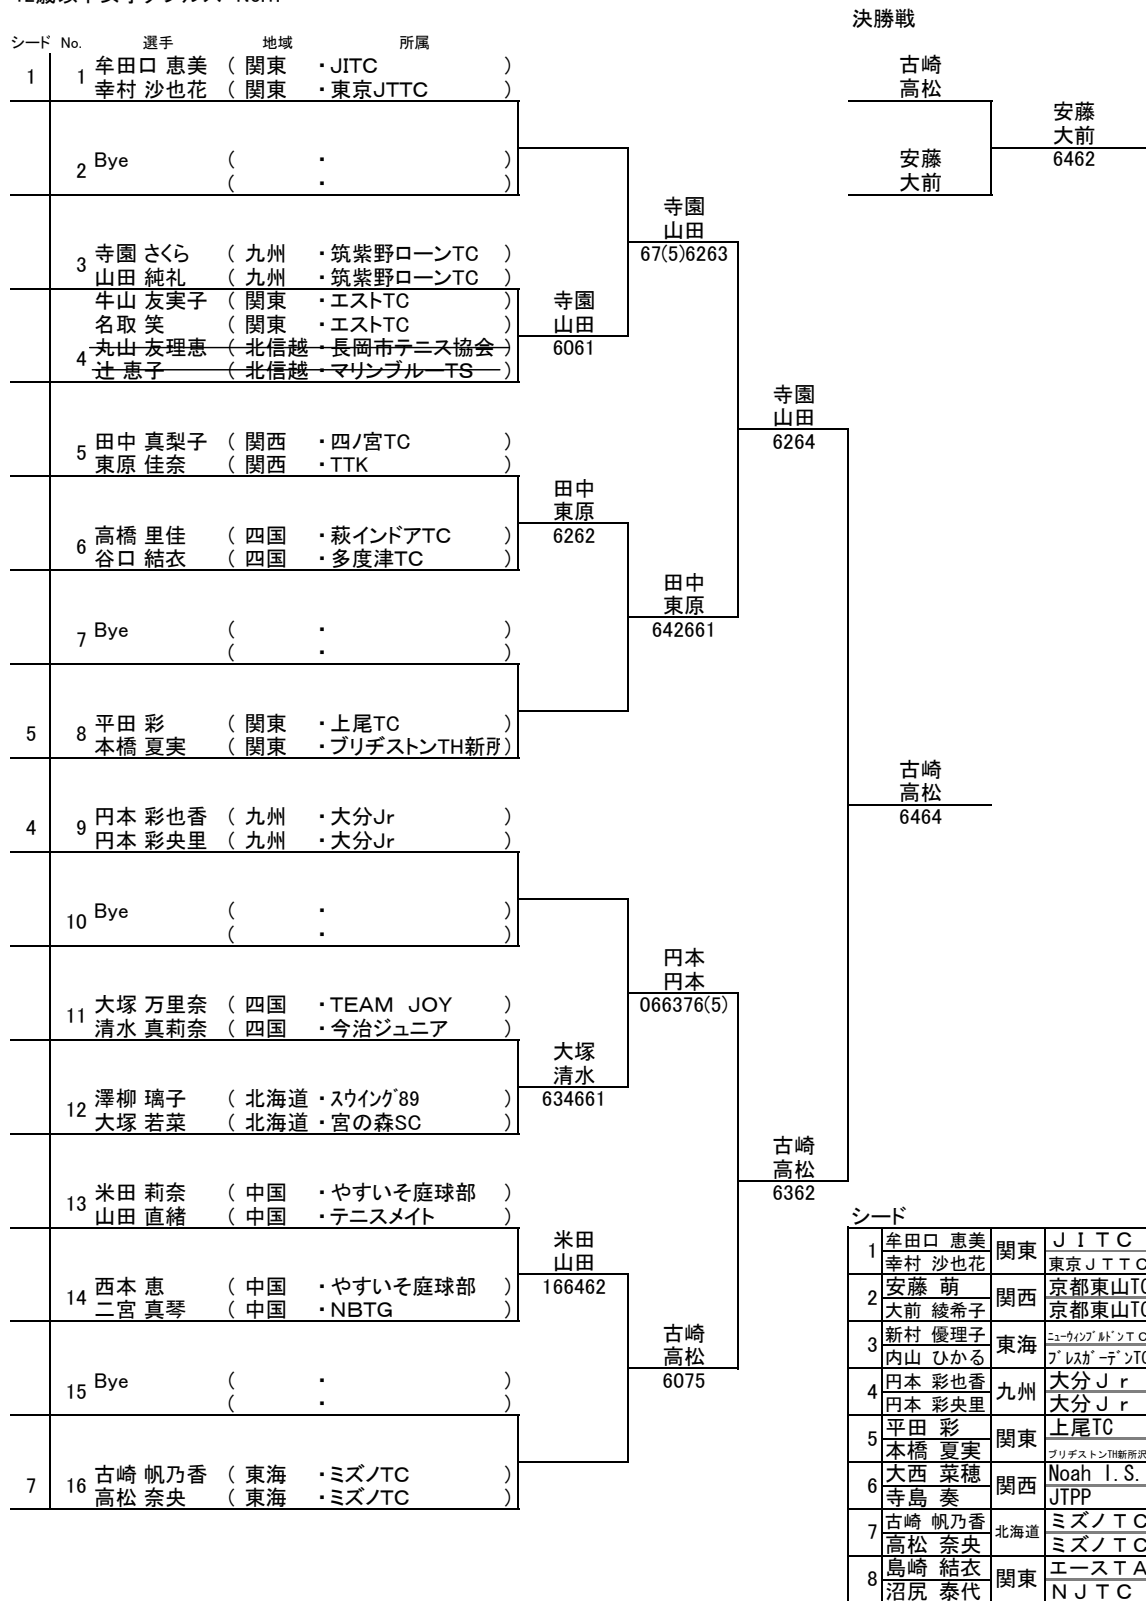 決勝戦
シード No. 選手 地域 所属
1 1 牟田口 恵美 ( 関東 ・JITC )
幸村 沙也花 ( 関東 ・東京JTTC )
2 Bye ( ・ )
( ・ )
3 寺園 さくら ( 九州 ・筑紫野ローンTC )
山田 純礼 ( 九州 ・筑紫野ローンTC )
牛山 友実子 ( 関東 ・エストTC )
名取 笑 ( 関東 ・エストTC )
4 丸山 友理恵 ( 北信越 ・長岡市テニス協会 )
辻 恵子 ( 北信越 ・マリンブルーTS )
5 田中 真梨子 ( 関西 ・四ノ宮TC )
東原 佳奈 ( 関西 ・TTK )
6 高橋 里佳 ( 四国 ・萩インドアTC )
谷口 結衣 ( 四国 ・多度津TC )
7 Bye ( ・ )
( ・ )
5 8 平田 彩 ( 関東 ・上尾TC )
本橋 夏実 ( 関東 ・ブリヂストンTH新所 )
4 9 円本 彩也香 ( 九州 ・大分Jr )
円本 彩央里 ( 九州 ・大分Jr )
10 Bye ( ・ )
( ・ )
11 大塚 万里奈 ( 四国 ・TEAM JOY )
清水 真莉奈 ( 四国 ・今治ジュニア )
12 澤柳 璃子 ( 北海道 ・スウイング89 )
大塚 若菜 ( 北海道 ・宮の森SC )
13 米田 莉奈 ( 中国 ・やすいそ庭球部 )
山田 直緒 ( 中国 ・テニスメイト )
14 西本 恵 ( 中国 ・やすいそ庭球部 )
二宮 真琴 ( 中国 ・NBTG )
15 Bye ( ・ )
( ・ )
7 16 古崎 帆乃香 ( 東海 ・ミズノTC )
高松 奈央 ( 東海 ・ミズノTC )
寺園
山田
6061
田中
東原
6262
大塚
清水
634661
米田
山田
166462
寺園
山田
67(5)6263
田中
東原
642661
円本
円本
066376(5)
古崎
高松
6075
寺園
山田
6264
古崎
高松
6362
古崎
高松
6464
古崎
高松
安藤
大前
安藤
大前
6462
シード
1 牟田口 恵美 関東 JITC
幸村 沙也花 東京JTTC
2 安藤 萌 関西 京都東山TC
大前 綾希子 京都東山TC
3 新村 優理子 東海 ニューウィンブルドンTC
内山 ひかる プレスガーデンTC
4 円本 彩也香 九州 大分Jr
円本 彩央里 大分Jr
5 平田 彩 関東 上尾TC
本橋 夏実 ブリヂストンTH新所沢
6 大西 菜穂 関西 Noah I.S.
寺島 奏 JTPP
7 古崎 帆乃香 北海道 ミズノTC
高松 奈央 ミズノTC
8 島崎 結衣 関東 エースTA
沼尻 泰代 NJTC